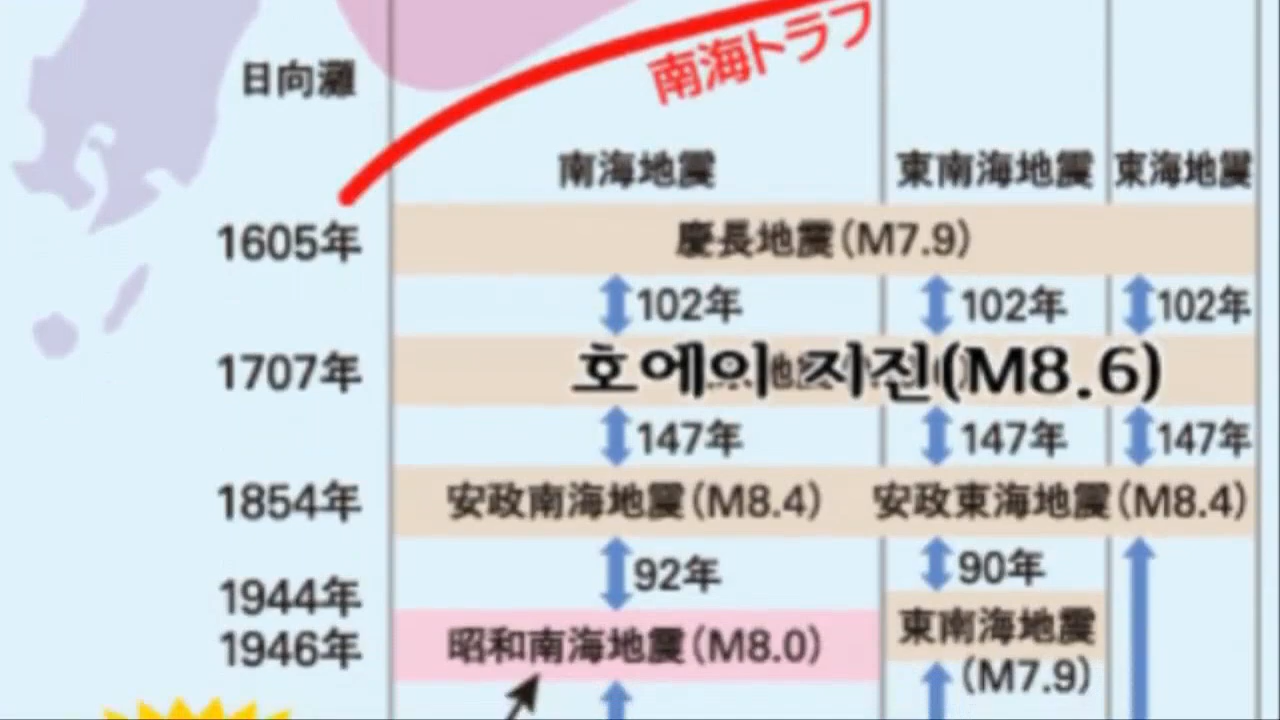 南海トラフ
日向灘
南海地震 東南海地震 東海地震
1605年 慶長地震(M7.9)
102年 102年 102年
1707年 호에이 지진(M8.6)
147年 147年 147年
1854年 安政南海地震(M8.4) 安政東海地震(M8.4)
92年 90年
1944年 東南海地震
(M7.9)
1946年 昭和南海地震(M8.0)